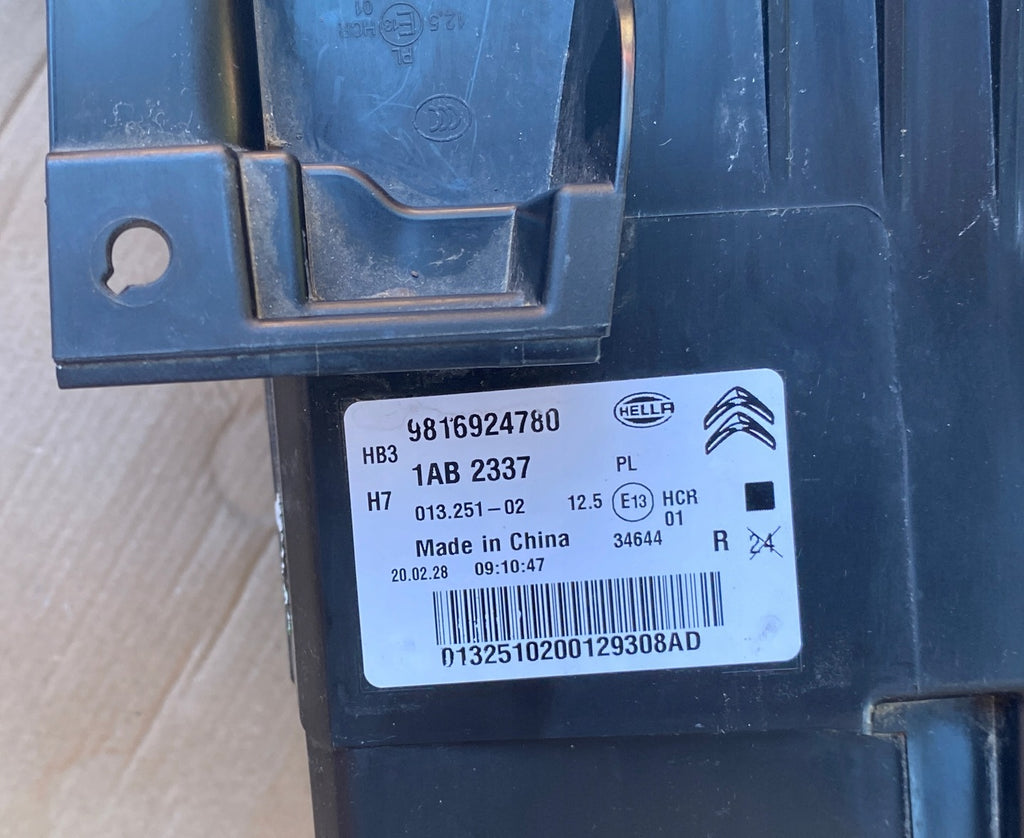 12.5 E13 HCR
01
PL
CCC
9816924780
HELLA
HB3
1AB 2337
PL
H7
013.251-02
12.5 E13 HCR
01
Made in China
34644
R 24
20.02.28 09:10:47
0132510200129308AD